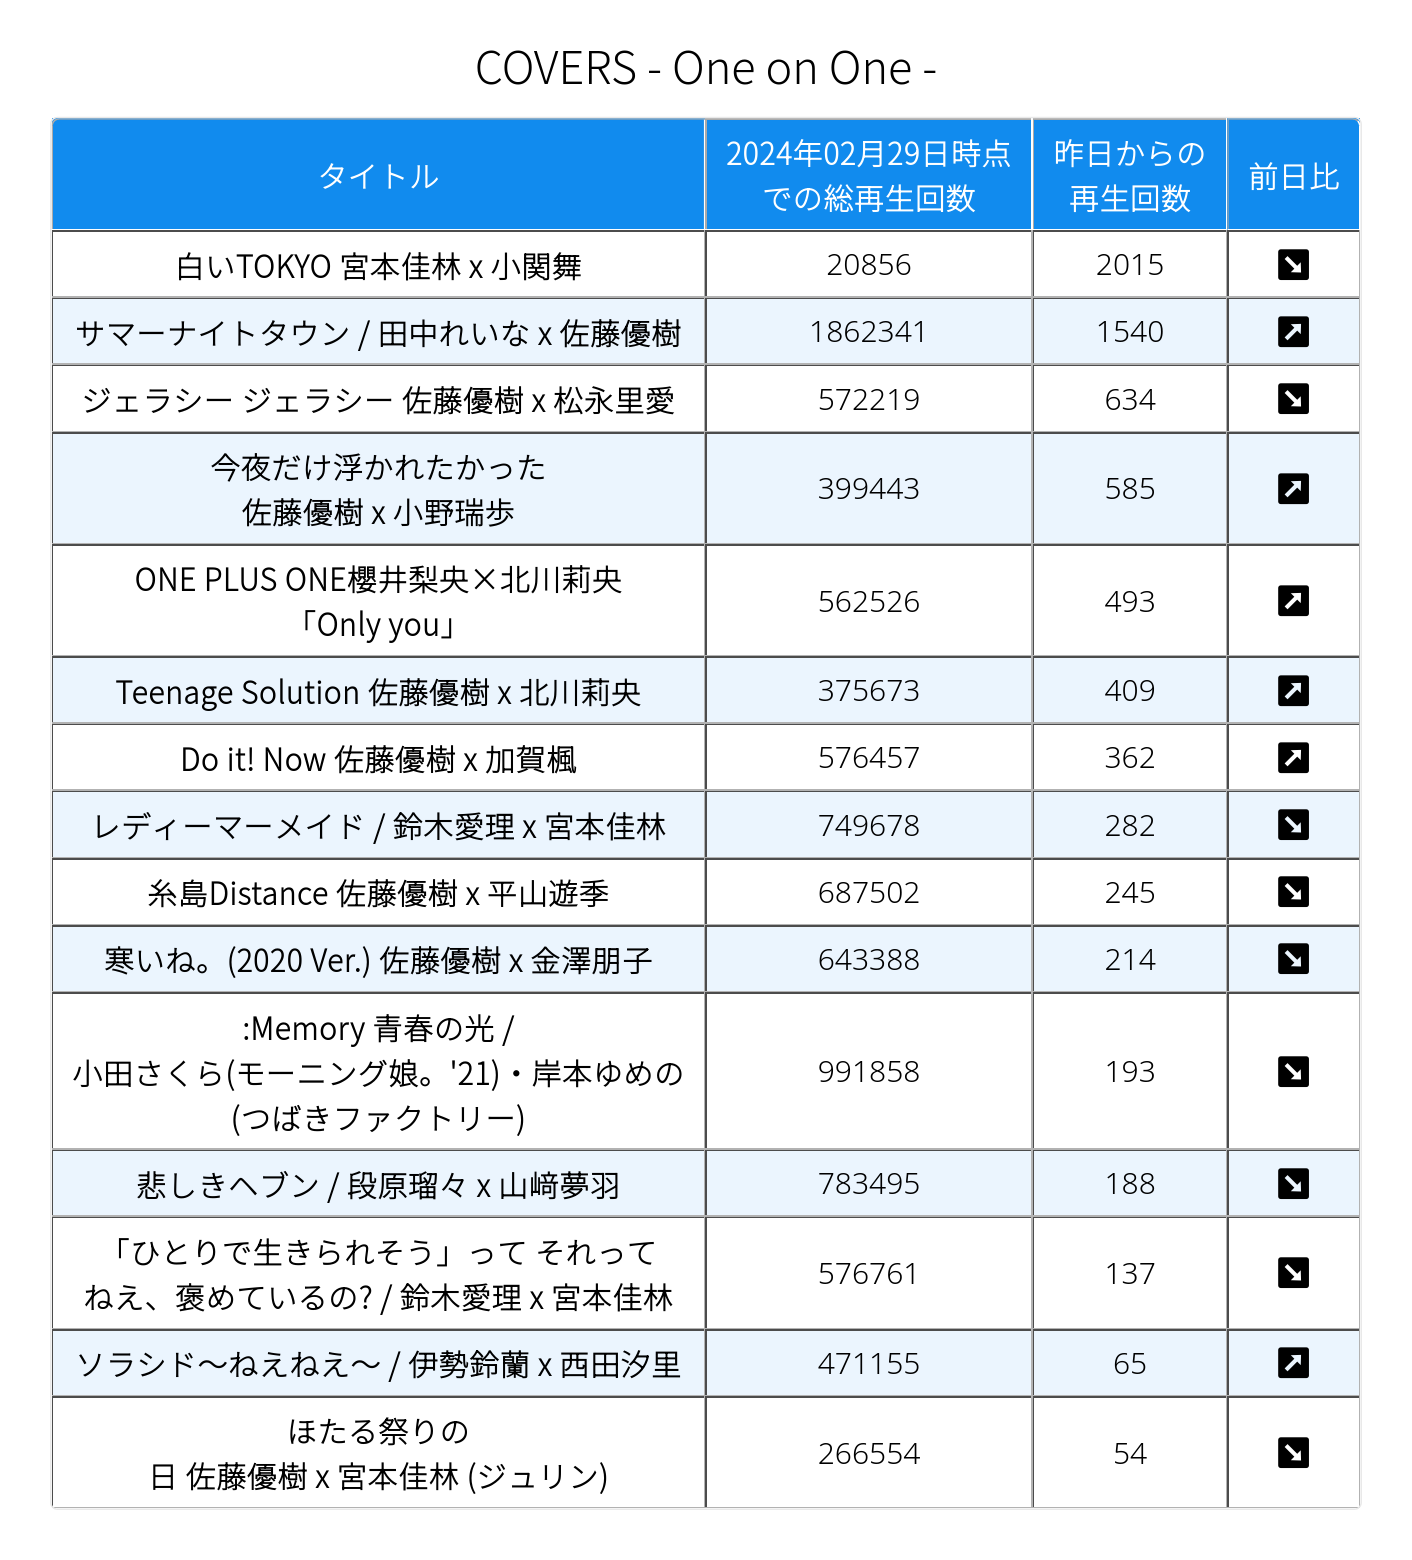 COVERS - One on One -
タイトル
2024年02月29日時点
での総再生回数
昨日からの
再生回数
前日比
白いTOKYO 宮本佳林 x 小関舞
20856
2015
サマーナイトタウン / 田中れいな x 佐藤優樹
1862341
1540
ジェラシー ジェラシー 佐藤優樹 x 松永里愛
572219
634
今夜だけ浮かれたかった
佐藤優樹 x 小野瑞歩
399443
585
ONE PLUS ONE櫻井梨央×北川莉央
「Only you」
562526
493
Teenage Solution 佐藤優樹 x 北川莉央
375673
409
Do it! Now 佐藤優樹 x 加賀楓
576457
362
レディーマーメイド / 鈴木愛理 x 宮本佳林
749678
282
糸島Distance 佐藤優樹 x 平山遊季
687502
245
寒いね。(2020 Ver.) 佐藤優樹 x 金澤朋子
643388
214
:Memory 青春の光 /
小田さくら(モーニング娘。'21)・岸本ゆめの
(つばきファクトリー)
991858
193
悲しきヘブン / 段原瑠々 x 山﨑夢羽
783495
188
「ひとりで生きられそう」って それって
ねえ、褒めているの? / 鈴木愛理 x 宮本佳林
576761
137
ソラシド～ねえねえ～ / 伊勢鈴蘭 x 西田汐里
471155
65
ほたる祭りの
日 佐藤優樹 x 宮本佳林 (ジュリン)
266554
54